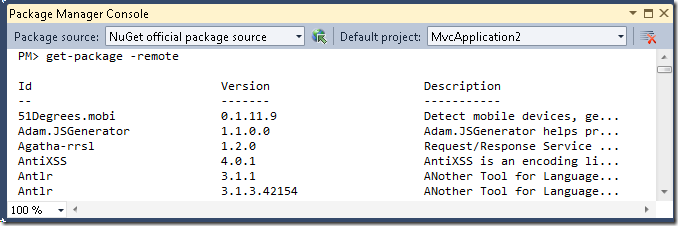 Package Manager Console
Package source: NuGet official package source Default project: MvcApplication2
PM> get-package -remote
Id Version Description
-- ------- -----------
51Degrees.mobi 0.1.11.9 Detect mobile devices, ge...
Adam.JSGenerator 1.1.0.0 Adam.JSGenerator helps pr...
Agatha-rrsl 1.2.0 Request/Response Service ...
AntiXSS 4.0.1 AntiXSS is an encoding li...
Antlr 3.1.1 ANother Tool for Language...
Antlr 3.1.3.42154 ANother Tool for Language...
100 %